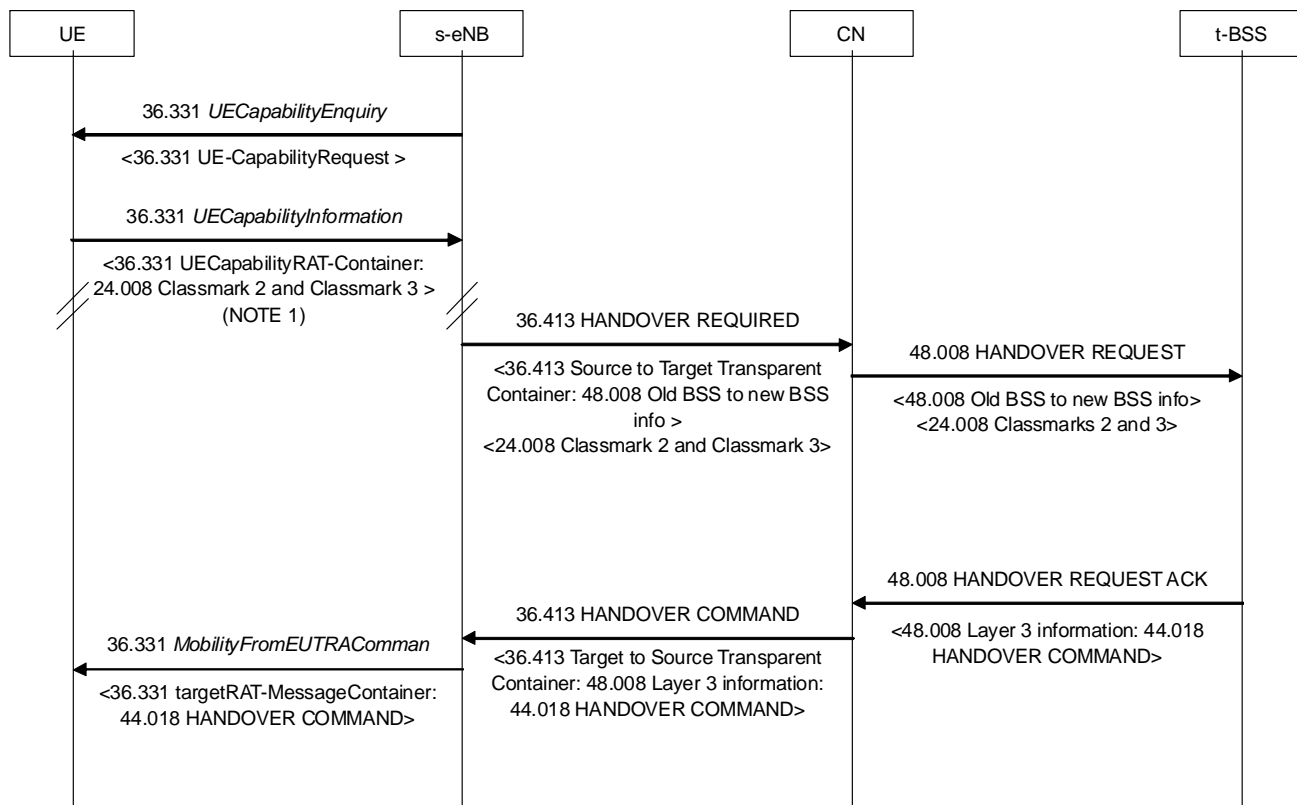 UE
s-eNB
CN
t-BSS
36.331 UECapabilityEnquiry
<36.331 UE-CapabilityRequest >
36.331 UECapabilityInformation
<36.331 UECapabilityRAT-Container:
24.008 Classmark 2 and Classmark 3 >
(NOTE 1)
36.413 HANDOVER REQUIRED
<36.413 Source to Target Transparent
Container: 48.008 Old BSS to new BSS
info >
<24.008 Classmark 2 and Classmark 3>
48.008 HANDOVER REQUEST
<48.008 Old BSS to new BSS info>
<24.008 Classmarks 2 and 3>
48.008 HANDOVER REQUEST ACK
<48.008 Layer 3 information: 44.018
HANDOVER COMMAND>
36.413 HANDOVER COMMAND
<36.413 Target to Source Transparent
Container: 48.008 Layer 3 information:
44.018 HANDOVER COMMAND>
36.331 MobilityFromEUTRAComman
<36.331 targetRAT-MessageContainer:
44.018 HANDOVER COMMAND>